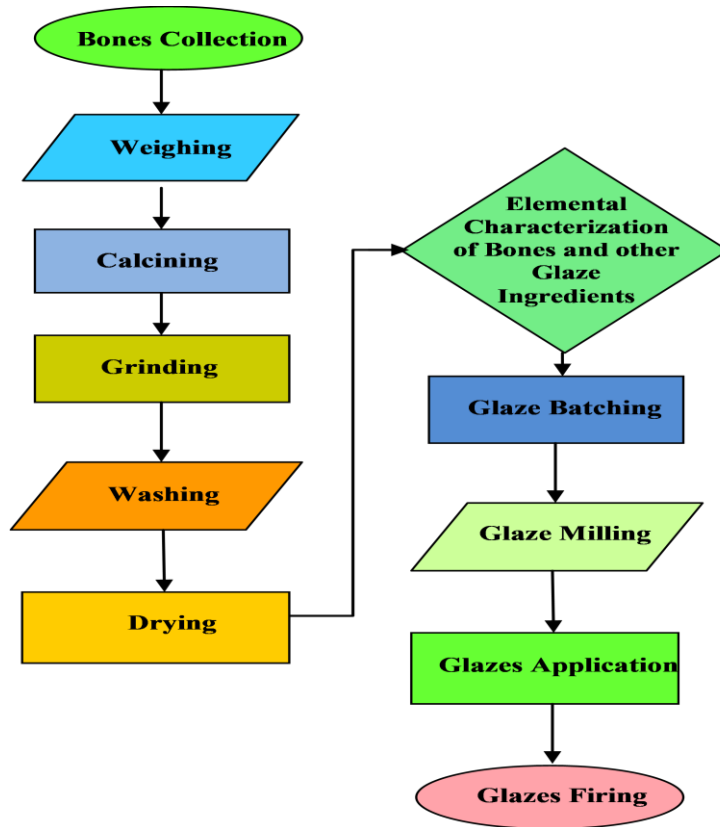 Bones Collection
Weighing
Calcining
Grinding
Washing
Drying
Elemental
Characterization
of Bones and other
Glaze
Ingredients
Glaze Batching
Glaze Milling
Glazes Application
Glazes Firing